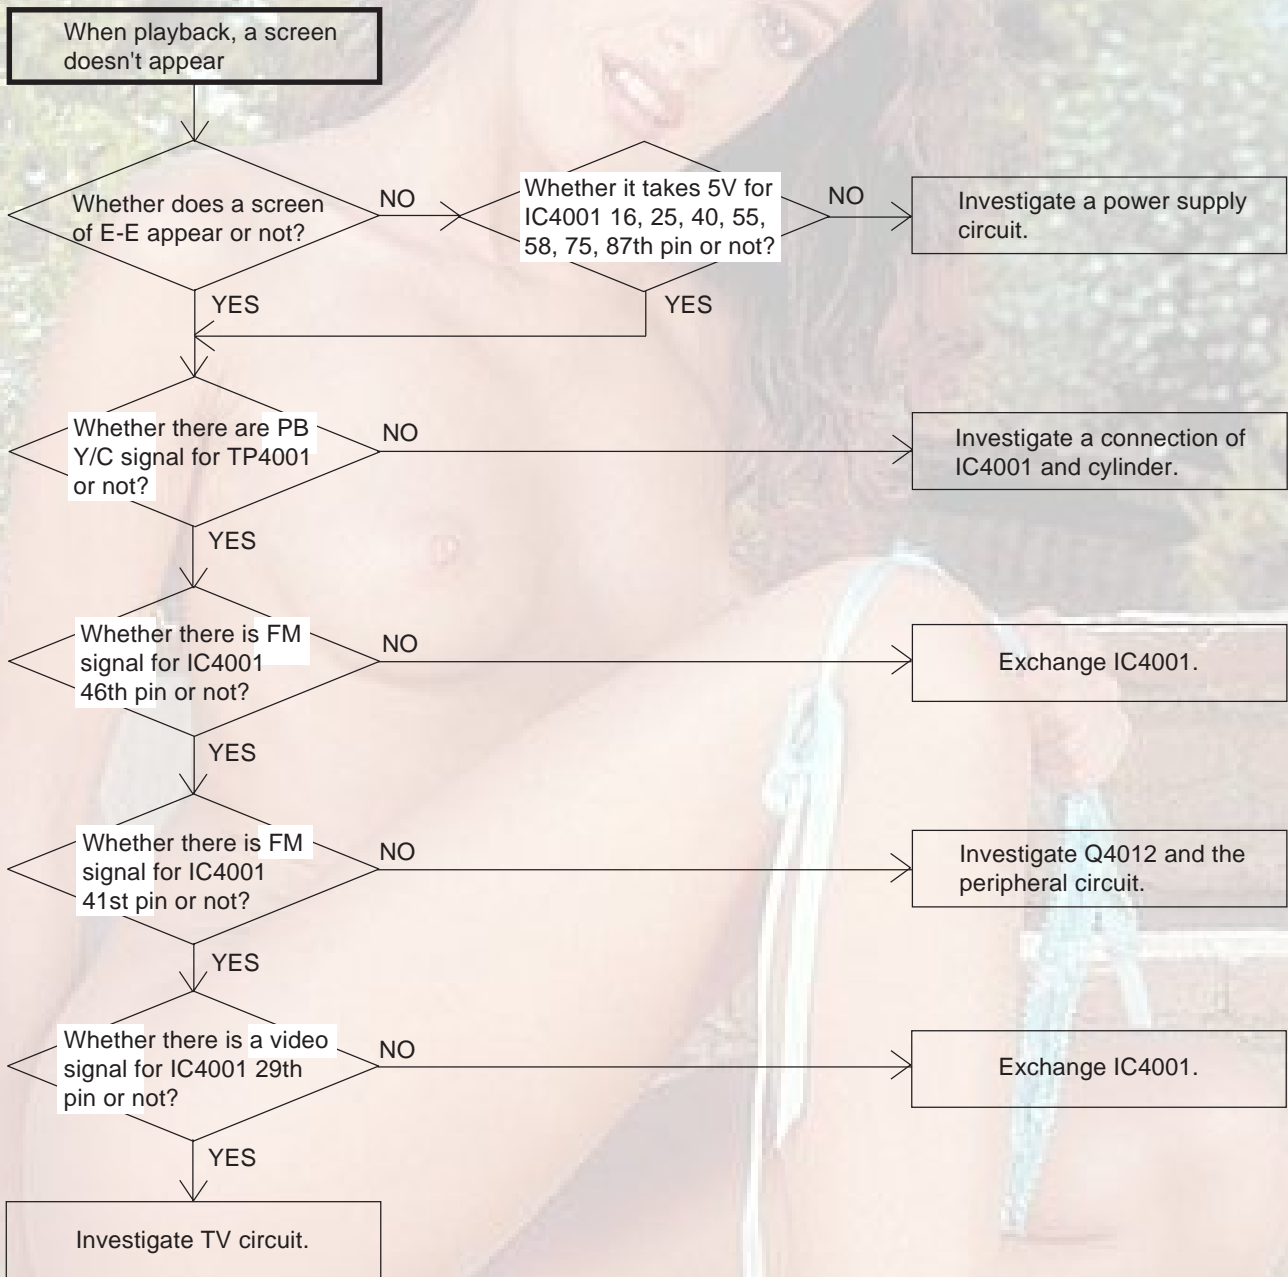 When playback, a screen
doesn't appear
Whether does a screen
of E-E appear or not?
NO
Whether it takes 5V for
IC4001 16, 25, 40, 55,
58, 75, 87th pin or not?
NO
Investigate a power supply
circuit.
YES
YES
Whether there are PB
Y/C signal for TP4001
or not?
NO
Investigate a connection of
IC4001 and cylinder.
YES
Whether there is FM
signal for IC4001
46th pin or not?
NO
Exchange IC4001.
YES
Whether there is FM
signal for IC4001
41st pin or not?
NO
Investigate Q4012 and the
peripheral circuit.
YES
Whether there is a video
signal for IC4001 29th
pin or not?
NO
Exchange IC4001.
YES
Investigate TV circuit.